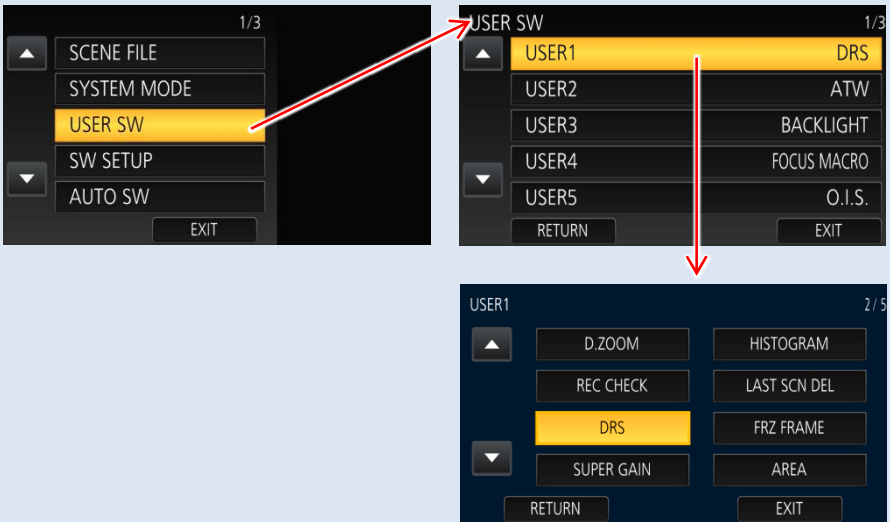 1/3
SCENE FILE
SYSTEM MODE
USER SW
SW SETUP
AUTO SW
EXIT
USER SW 1/3
USER1 DRS
USER2 ATW
USER3 BACKLIGHT
USER4 FOCUS MACRO
USER5 O.I.S.
RETURN EXIT
USER1 2/5
D.ZOOM HISTOGRAM
REC CHECK LAST SCN DEL
DRS FRZ FRAME
SUPER GAIN AREA
RETURN EXIT